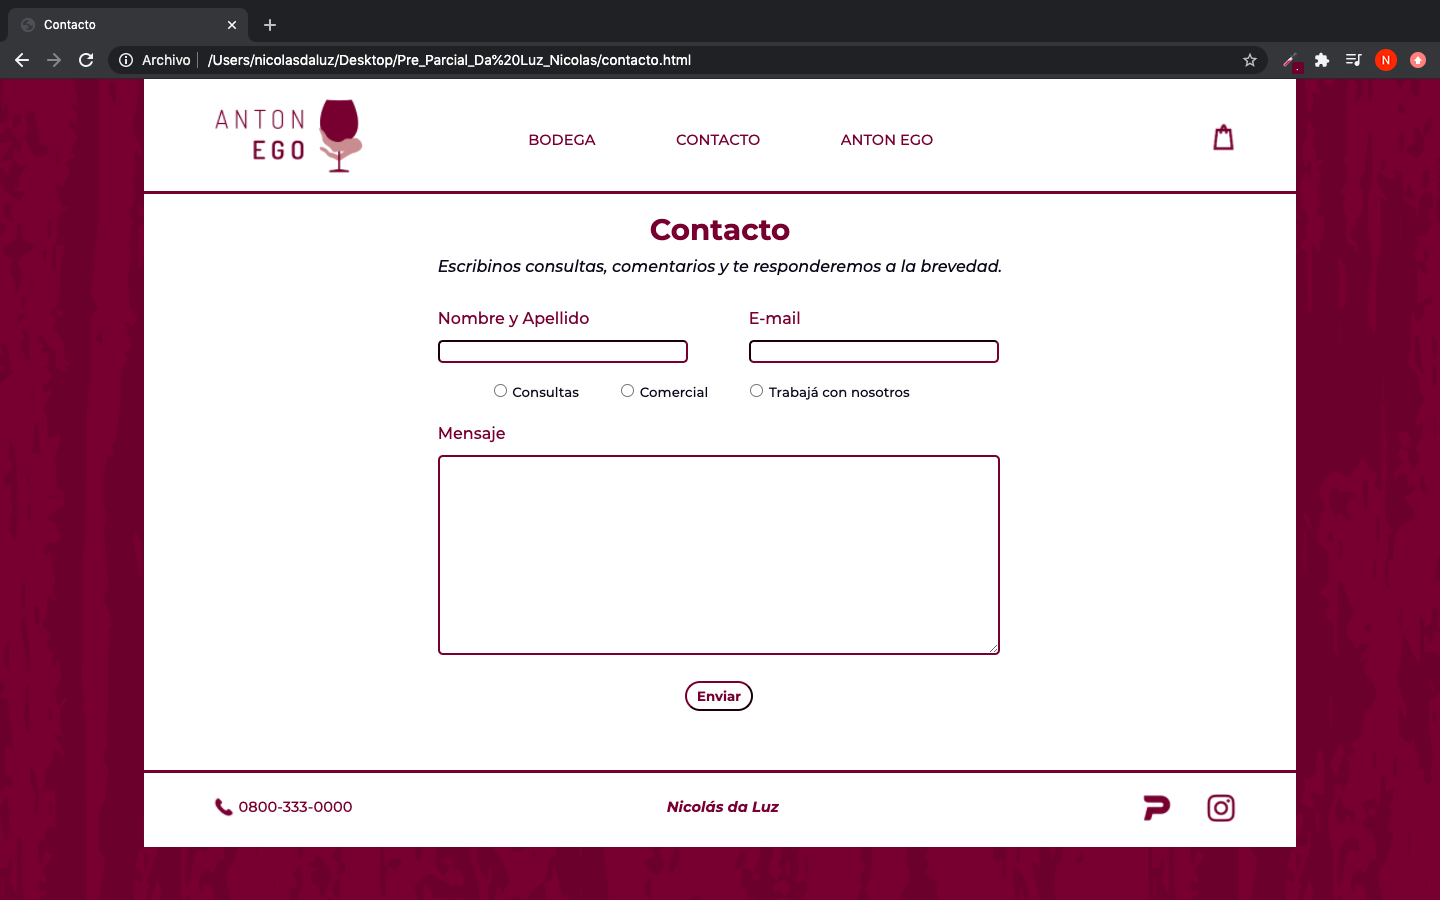 Contacto
Archivo /Users/nicolasdaluz/Desktop/Pre_Parcial_Da%20Luz_Nicolas/contacto.html N
ANTON
EGO
BODEGA CONTACTO ANTON EGO
Contacto
Escribinos consultas, comentarios y te responderemos a la brevedad.
Nombre y Apellido E-mail
Consultas Comercial Trabajá con nosotros
Mensaje
Enviar
0800-333-0000 Nicolás da Luz